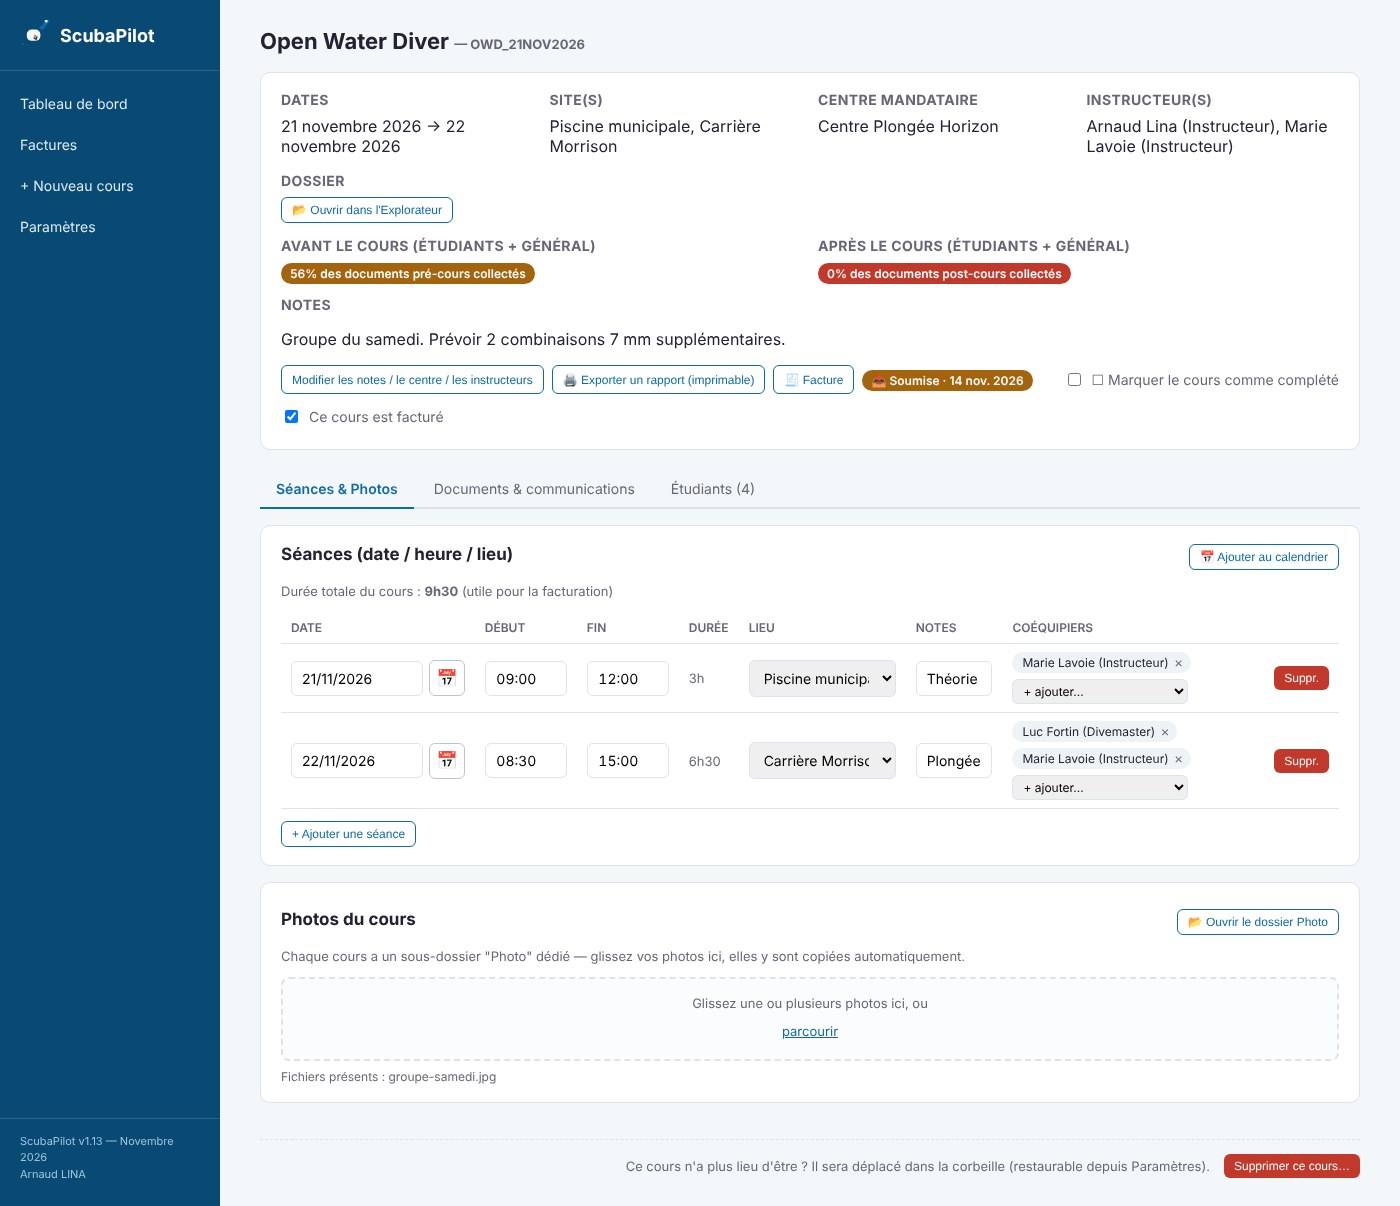 ScubaPilot
Tableau de bord
Factures
+ Nouveau cours
Paramètres
ScubaPilot v1.13 — Novembre
2026
Arnaud LINA
Open Water Diver — OWD_21NOV2026
DATES
21 novembre 2026 → 22
novembre 2026
SITE(S)
Piscine municipale, Carrière
Morrison
CENTRE MANDATAIRE
Centre Plongée Horizon
INSTRUCTEUR(S)
Arnaud Lina (Instructeur), Marie
Lavoie (Instructeur)
DOSSIER
Ouvrir dans l'Explorateur
AVANT LE COURS (ÉTUDIANTS + GÉNÉRAL)
56% des documents pré-cours collectés
APRÈS LE COURS (ÉTUDIANTS + GÉNÉRAL)
0% des documents post-cours collectés
NOTES
Groupe du samedi. Prévoir 2 combinaisons 7 mm supplémentaires.
Modifier les notes / le centre / les instructeurs
Exporter un rapport (imprimable)
Facture
Soumise · 14 nov. 2026
☐ Marquer le cours comme complété
Ce cours est facturé
Séances & Photos
Documents & communications
Étudiants (4)
Séances (date / heure / lieu)
Ajouter au calendrier
Durée totale du cours : 9h30 (utile pour la facturation)
DATE DÉBUT FIN DURÉE LIEU NOTES COÉQUIPIERS
21/11/2026 09:00 12:00 3h Piscine municipa Théorie
Marie Lavoie (Instructeur) ×
+ ajouter...
Suppr.
22/11/2026 08:30 15:00 6h30 Carrière Morrisc Plongée
Luc Fortin (Divemaster) ×
Marie Lavoie (Instructeur) ×
+ ajouter...
Suppr.
+ Ajouter une séance
Photos du cours
Ouvrir le dossier Photo
Chaque cours a un sous-dossier "Photo" dédié — glissez vos photos ici, elles y sont copiées automatiquement.
Glissez une ou plusieurs photos ici, ou
parcourir
Fichiers présents : groupe-samedi.jpg
Ce cours n'a plus lieu d'être ? Il sera déplacé dans la corbeille (restaurable depuis Paramètres).
Supprimer ce cours...